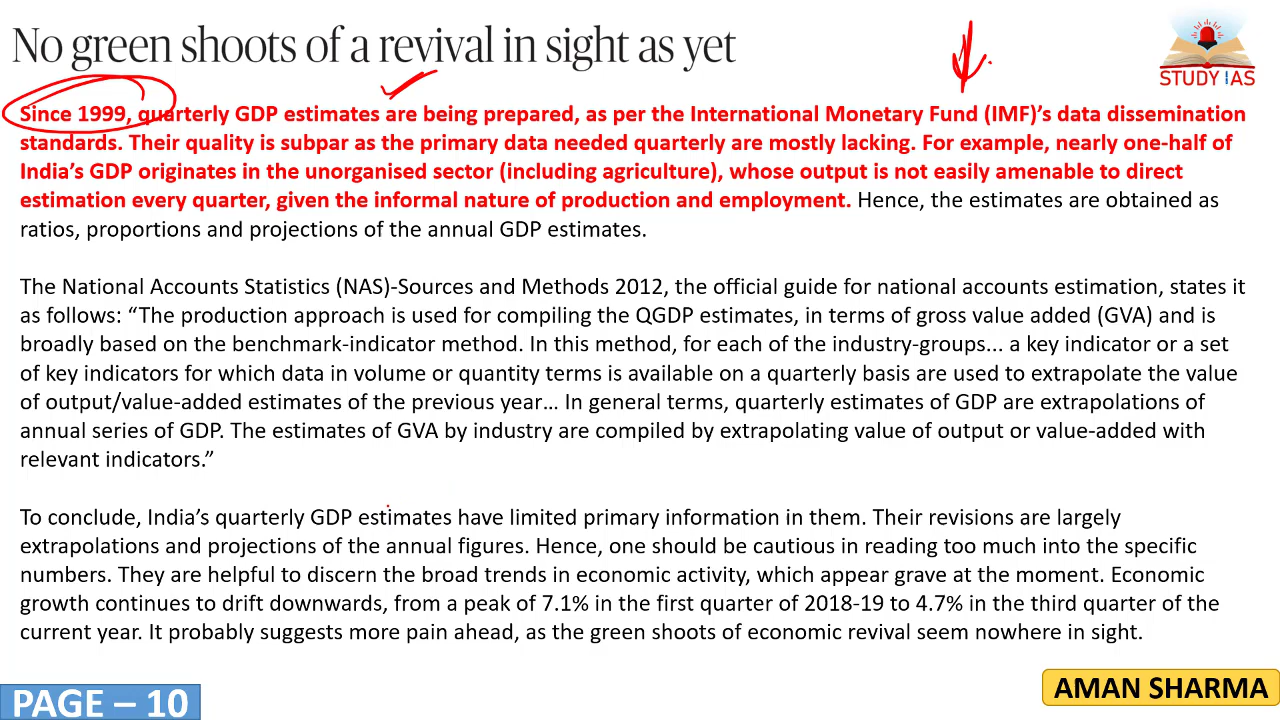 No green shoots of a revival in sight as yet
STUDY IAS
Since 1999, quarterly GDP estimates are being prepared, as per the International Monetary Fund (IMF)’s data dissemination
standards. Their quality is subpar as the primary data needed quarterly are mostly lacking. For example, nearly one-half of
India’s GDP originates in the unorganised sector (including agriculture), whose output is not easily amenable to direct
estimation every quarter, given the informal nature of production and employment. Hence, the estimates are obtained as
ratios, proportions and projections of the annual GDP estimates.
The National Accounts Statistics (NAS)-Sources and Methods 2012, the official guide for national accounts estimation, states it
as follows: “The production approach is used for compiling the QGDP estimates, in terms of gross value added (GVA) and is
broadly based on the benchmark-indicator method. In this method, for each of the industry-groups... a key indicator or a set
of key indicators for which data in volume or quantity terms is available on a quarterly basis are used to extrapolate the value
of output/value-added estimates of the previous year… In general terms, quarterly estimates of GDP are extrapolations of
annual series of GDP. The estimates of GVA by industry are compiled by extrapolating value of output or value-added with
relevant indicators.”
To conclude, India’s quarterly GDP estimates have limited primary information in them. Their revisions are largely
extrapolations and projections of the annual figures. Hence, one should be cautious in reading too much into the specific
numbers. They are helpful to discern the broad trends in economic activity, which appear grave at the moment. Economic
growth continues to drift downwards, from a peak of 7.1% in the first quarter of 2018-19 to 4.7% in the third quarter of the
current year. It probably suggests more pain ahead, as the green shoots of economic revival seem nowhere in sight.
PAGE – 10
AMAN SHARMA